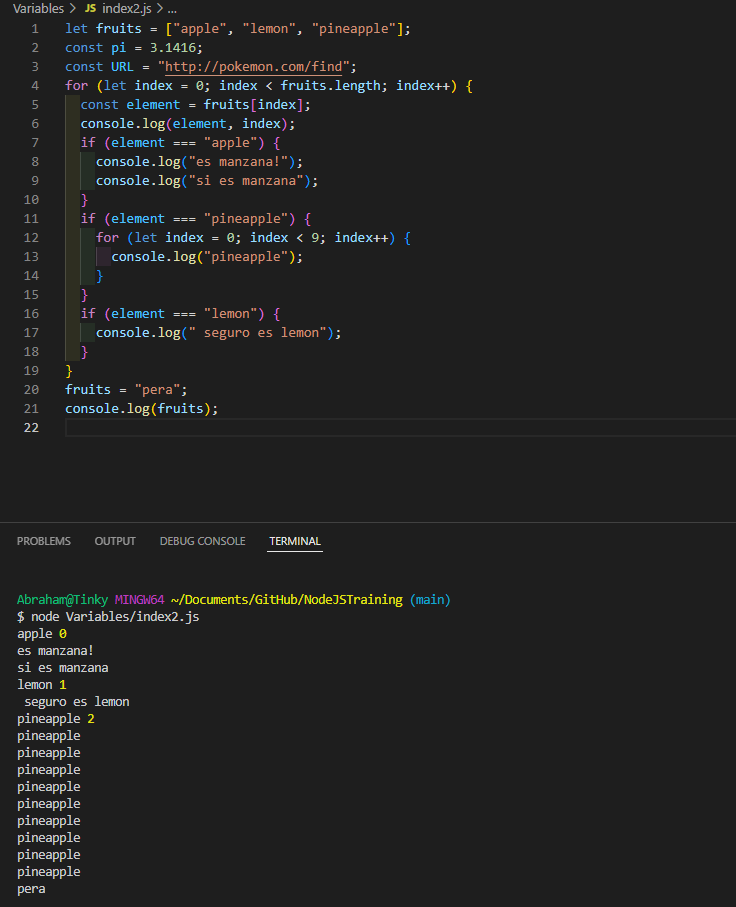 Variables > JS index2.js > ...
1 let fruits = ["apple", "lemon", "pineapple"];
2 const pi = 3.1416;
3 const URL = "http://pokemon.com/find";
4 for (let index = 0; index < fruits.length; index++) {
5 const element = fruits[index];
6 console.log(element, index);
7 if (element === "apple") {
8 console.log("es manzana!");
9 console.log("si es manzana");
10 }
11 if (element === "pineapple") {
12 for (let index = 0; index < 9; index++) {
13 console.log("pineapple");
14 }
15 }
16 if (element === "lemon") {
17 console.log(" seguro es lemon");
18 }
19 }
20 fruits = "pera";
21 console.log(fruits);
22
PROBLEMS OUTPUT DEBUG CONSOLE TERMINAL
Abraham@Tinky MINGW64 ~/Documents/GitHub/NodeJSTraining (main)
$ node Variables/index2.js
apple 0
es manzana!
si es manzana
lemon 1
 seguro es lemon
pineapple 2
pineapple
pineapple
pineapple
pineapple
pineapple
pineapple
pineapple
pineapple
pineapple
pera